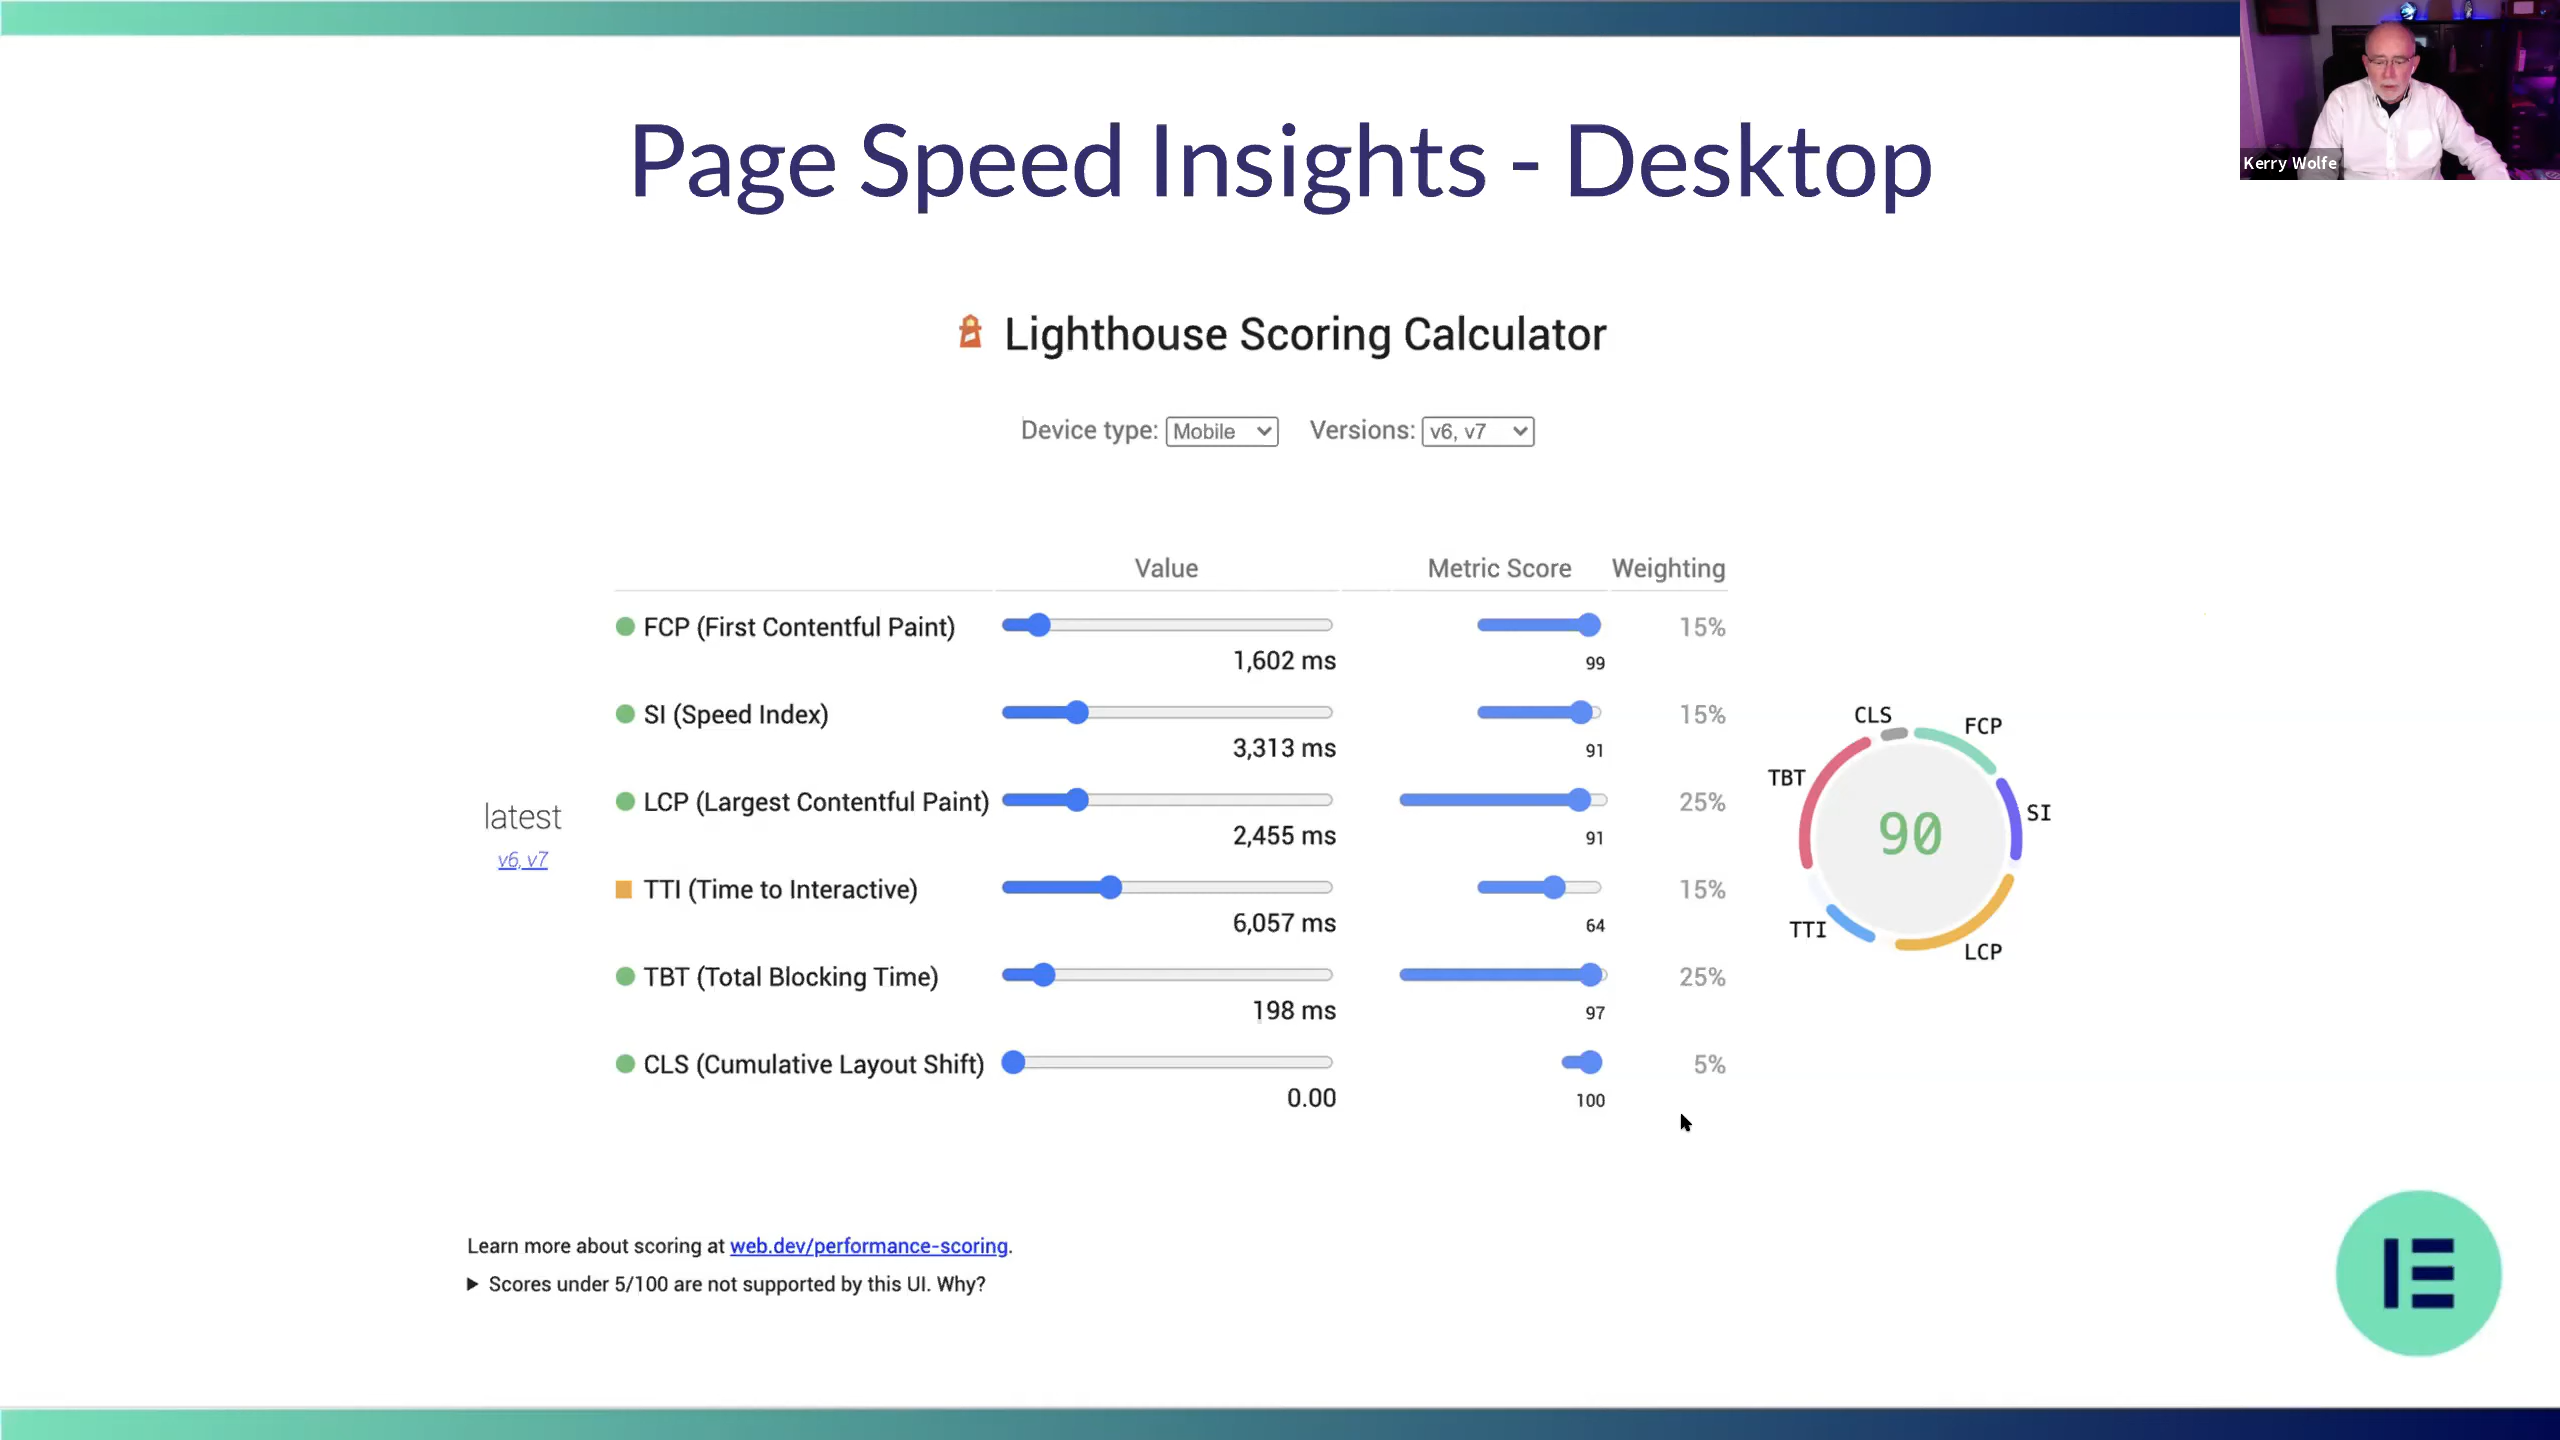 Page Speed Insights - Desktop
Kerry Wolfe
Lighthouse Scoring Calculator
Device type: Mobile Versions: v6, v7
Value Metric Score Weighting
FCP (First Contentful Paint) 15%
1,602 ms 99
SI (Speed Index) 15%
3,313 ms 91
LCP (Largest Contentful Paint) 25%
2,455 ms 91
TTI (Time to Interactive) 15%
6,057 ms 64
TBT (Total Blocking Time) 25%
198 ms 97
CLS (Cumulative Layout Shift) 5%
0.00 100
latest
v6, v7
CLS
FCP
TBT
SI
90
TTI
LCP
Learn more about scoring at web.dev/performance-scoring.
▶ Scores under 5/100 are not supported by this UI. Why?